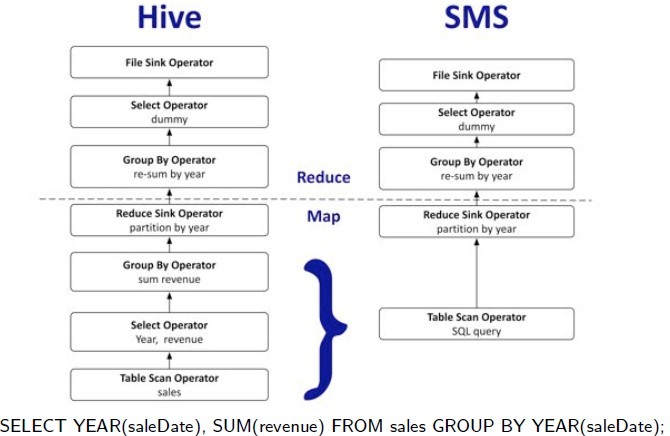 Hive
SMS
File Sink Operator
Select Operator
dummy
Group By Operator
re-sum by year
Reduce Sink Operator
partition by year
Group By Operator
sum revenue
Select Operator
Year, revenue
Table Scan Operator
sales
Reduce
Map
File Sink Operator
Select Operator
dummy
Group By Operator
re-sum by year
Reduce Sink Operator
partition by year
Table Scan Operator
SQL query
SELECT YEAR(saleDate), SUM(revenue) FROM sales GROUP BY YEAR(saleDate);